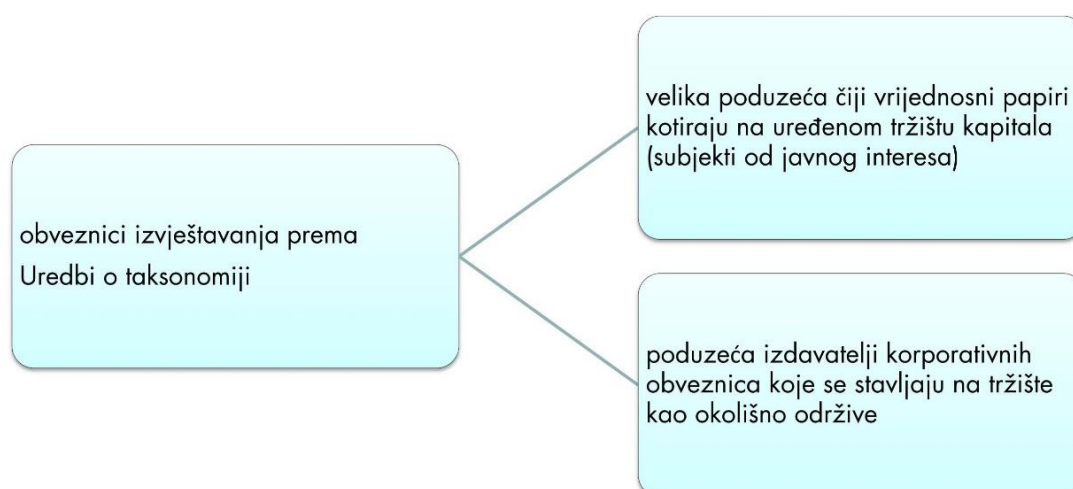 obveznici izvještavanja prema
Uredbi o taksonomiji
velika poduzeća čiji vrijednosni papiri
kotiraju na uređenom tržištu kapitala
(subjekti od javnog interesa)
poduzeća izdavatelji korporativnih
obveznica koje se stavljaju na tržište
kao okolišno održive